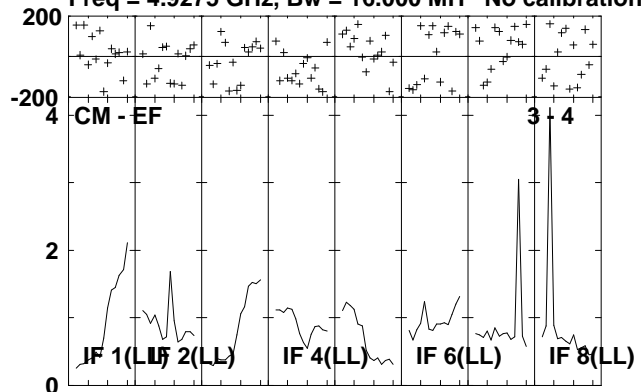 Freq = 4.9275 GHz, Bw = 16.000 MH No calibration
200
-200
4
CM - EF
3 - 4
2
IF 1(LL)
IF 2(LL)
IF 4(LL)
IF 6(LL)
IF 8(LL)
0